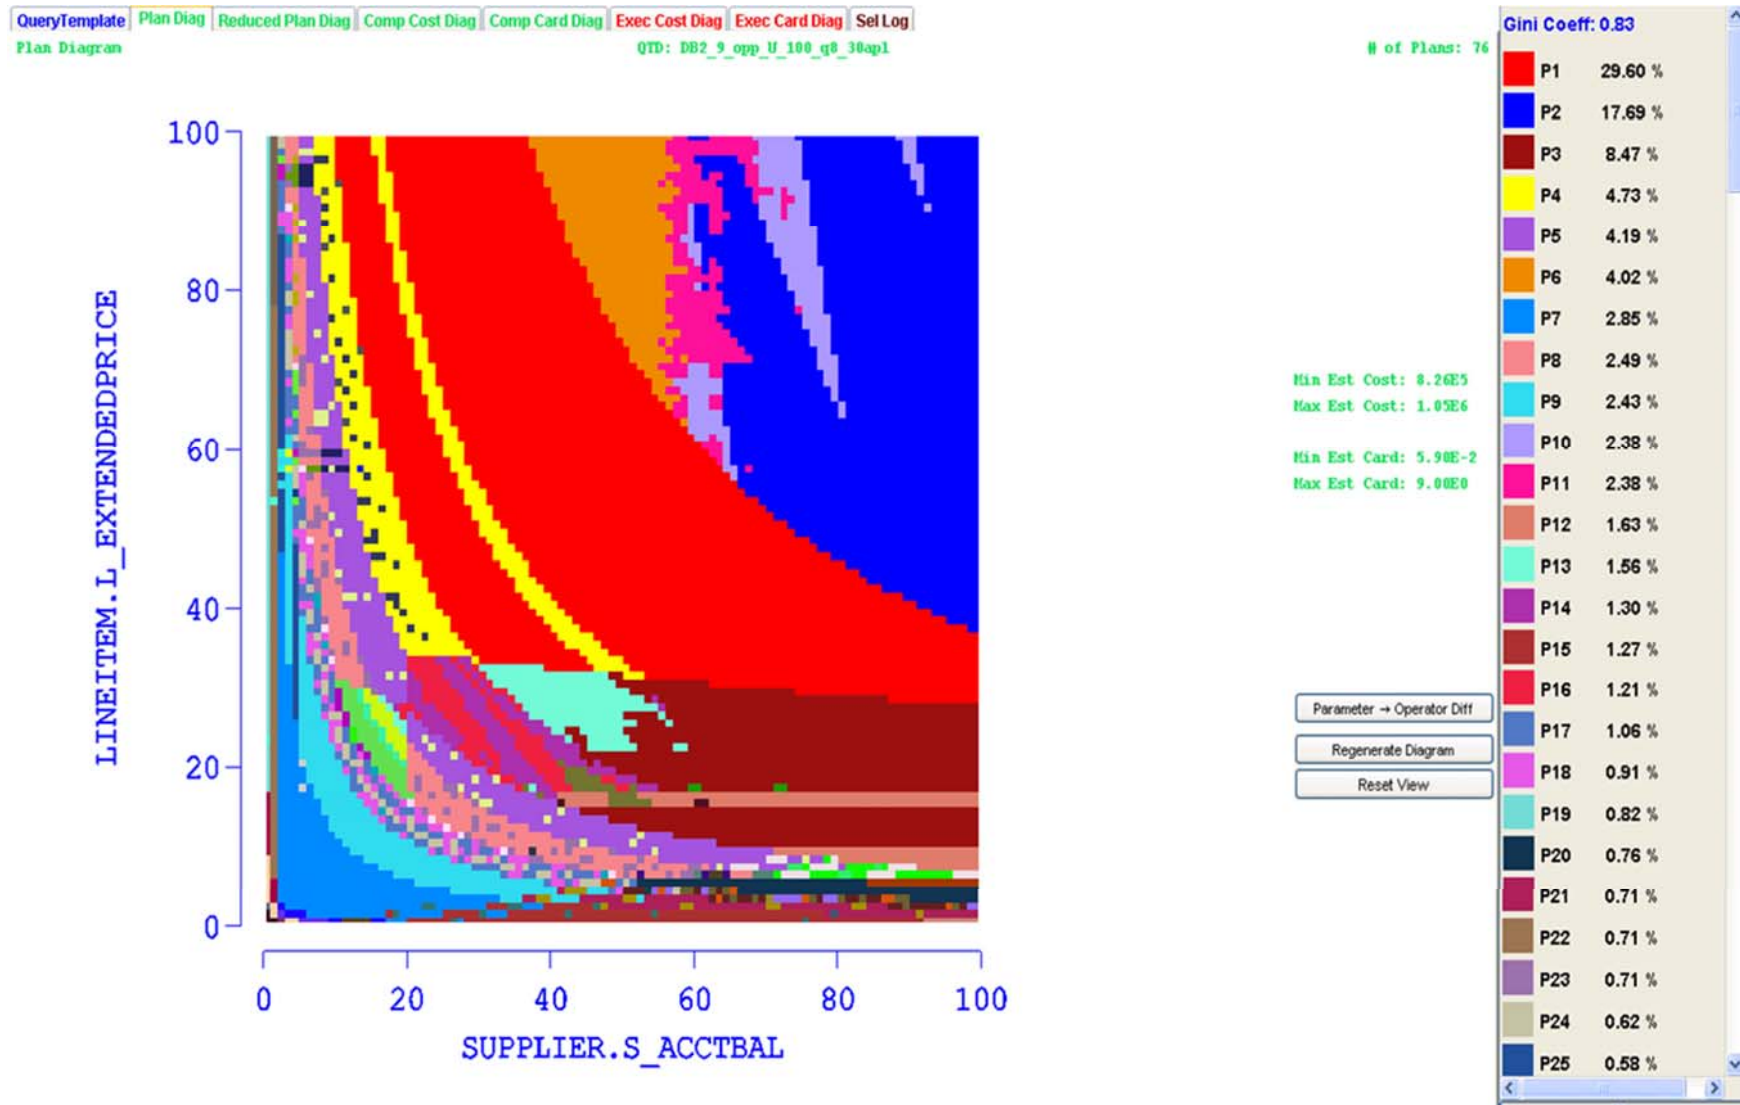 QueryTemplate Plan Diag Reduced Plan Diag Comp Cost Diag Comp Card Diag Exec Cost Diag Exec Card Diag Sel Log
Plan Diagram QTD: DB2_9_opp_U_100_q8_30apl # of Plans: 76
100
80
60
40
20
0
LINEITEM.L_EXTENDEDPRICE
0 20 40 60 80 100
SUPPLIER.S_ACCTBAL
Min Est Cost: 8.26E5
Max Est Cost: 1.05E6
Min Est Card: 5.90E-2
Max Est Card: 9.00E0
Parameter → Operator Diff
Regenerate Diagram
Reset View
Gini Coeff: 0.83
P1 29.60 %
P2 17.69 %
P3 8.47 %
P4 4.73 %
P5 4.19 %
P6 4.02 %
P7 2.85 %
P8 2.49 %
P9 2.43 %
P10 2.38 %
P11 2.38 %
P12 1.63 %
P13 1.56 %
P14 1.30 %
P15 1.27 %
P16 1.21 %
P17 1.06 %
P18 0.91 %
P19 0.82 %
P20 0.76 %
P21 0.71 %
P22 0.71 %
P23 0.71 %
P24 0.62 %
P25 0.58 %